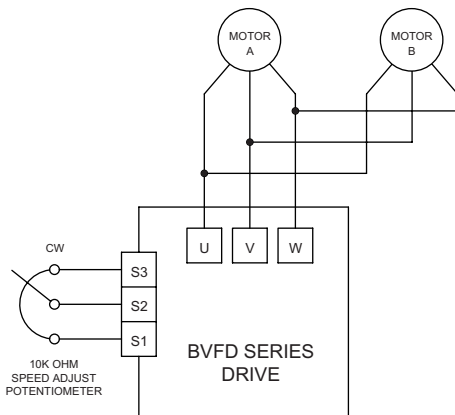 MOTOR
A
MOTOR
B
U
V
W
CW
S3
S2
S1
10K OHM
SPEED ADJUST
POTENTIOMETER
BVFD SERIES
DRIVE